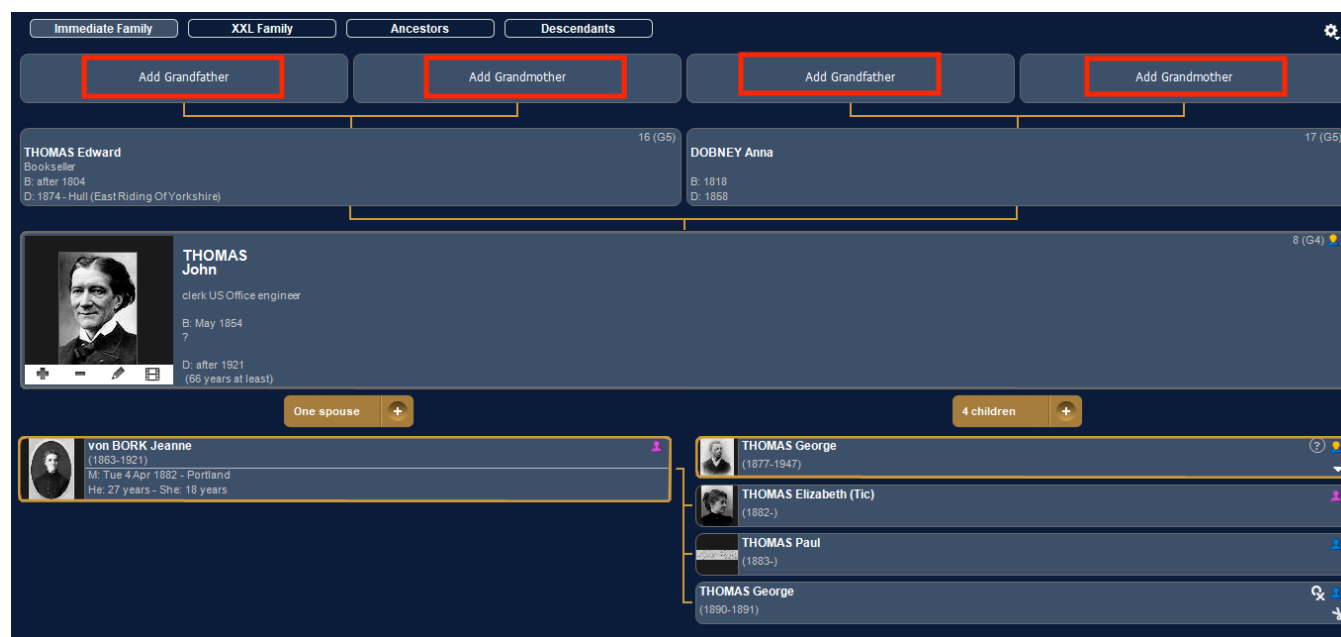 Immediate Family XXL Family Ancestors Descendants
Add Grandfather Add Grandmother Add Grandfather Add Grandmother
16 (G5)
THOMAS Edward
Bookseller
B: after 1804
D: 1874 - Hull (East Riding Of Yorkshire)
17 (G5)
DOBNEY Anna
B: 1818
D: 1858
8 (G4)
THOMAS
John
clerk US Office engineer
B: May 1854
?
D: after 1921
(66 years at least)
One spouse +
4 children +
von BORK Jeanne
(1863-1921)
M: Tue 4 Apr 1882 - Portland
He: 27 years - She: 18 years
THOMAS George
(1877-1947)
THOMAS Elizabeth (Tic)
(1882-)
THOMAS Paul
(1883-)
THOMAS George
(1890-1891)